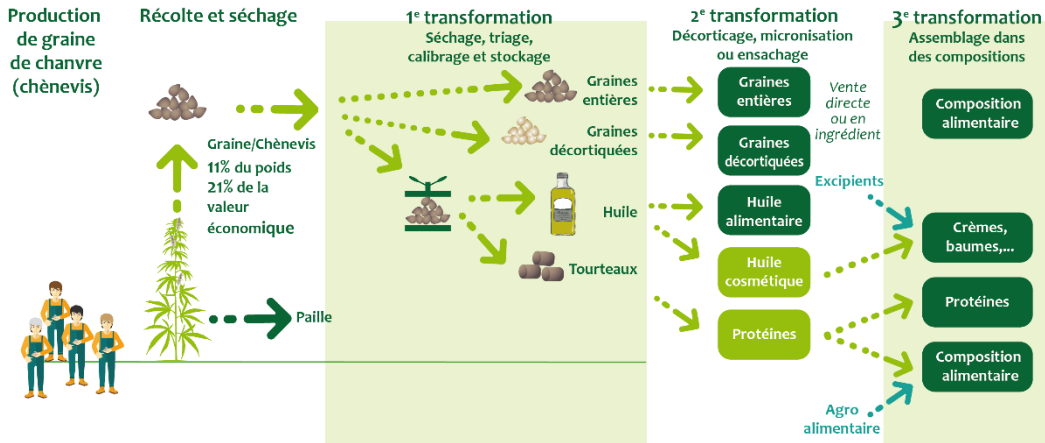 Production
de graine
de chanvre
(chènevis)
Récolte et séchage
Graine/Chènevis
11% du poids
21% de la
valeur
économique
Paille
1e transformation
Séchage, triage,
calibrage et stockage
Graines
entières
Graines
décortiquées
Huile
Tourteaux
2e transformation
Décorticage, micronisation
ou ensachage
Graines
entières
Graines
décortiquées
Huile
alimentaire
Huile
cosmétique
Protéines
Vente
directe
ou en
ingrédient
Excipients
Agro
alimentaire
3e transformation
Assemblage dans
des compositions
Composition
alimentaire
Crèmes,
baumes,...
Protéines
Composition
alimentaire